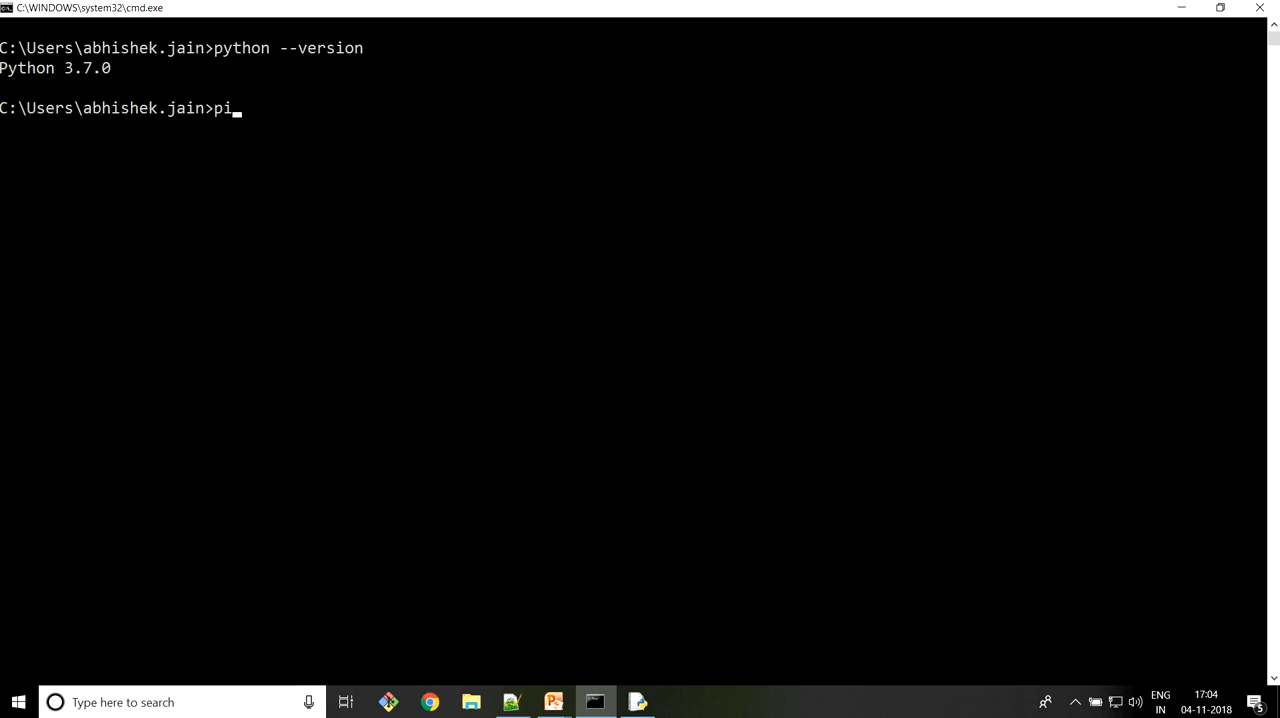 C:\WINDOWS\system32\cmd.exe
C:\Users\abhishek.jain>python --version
Python 3.7.0
C:\Users\abhishek.jain>pi
Type here to search
ENG
IN
17:04
04-11-2018
5